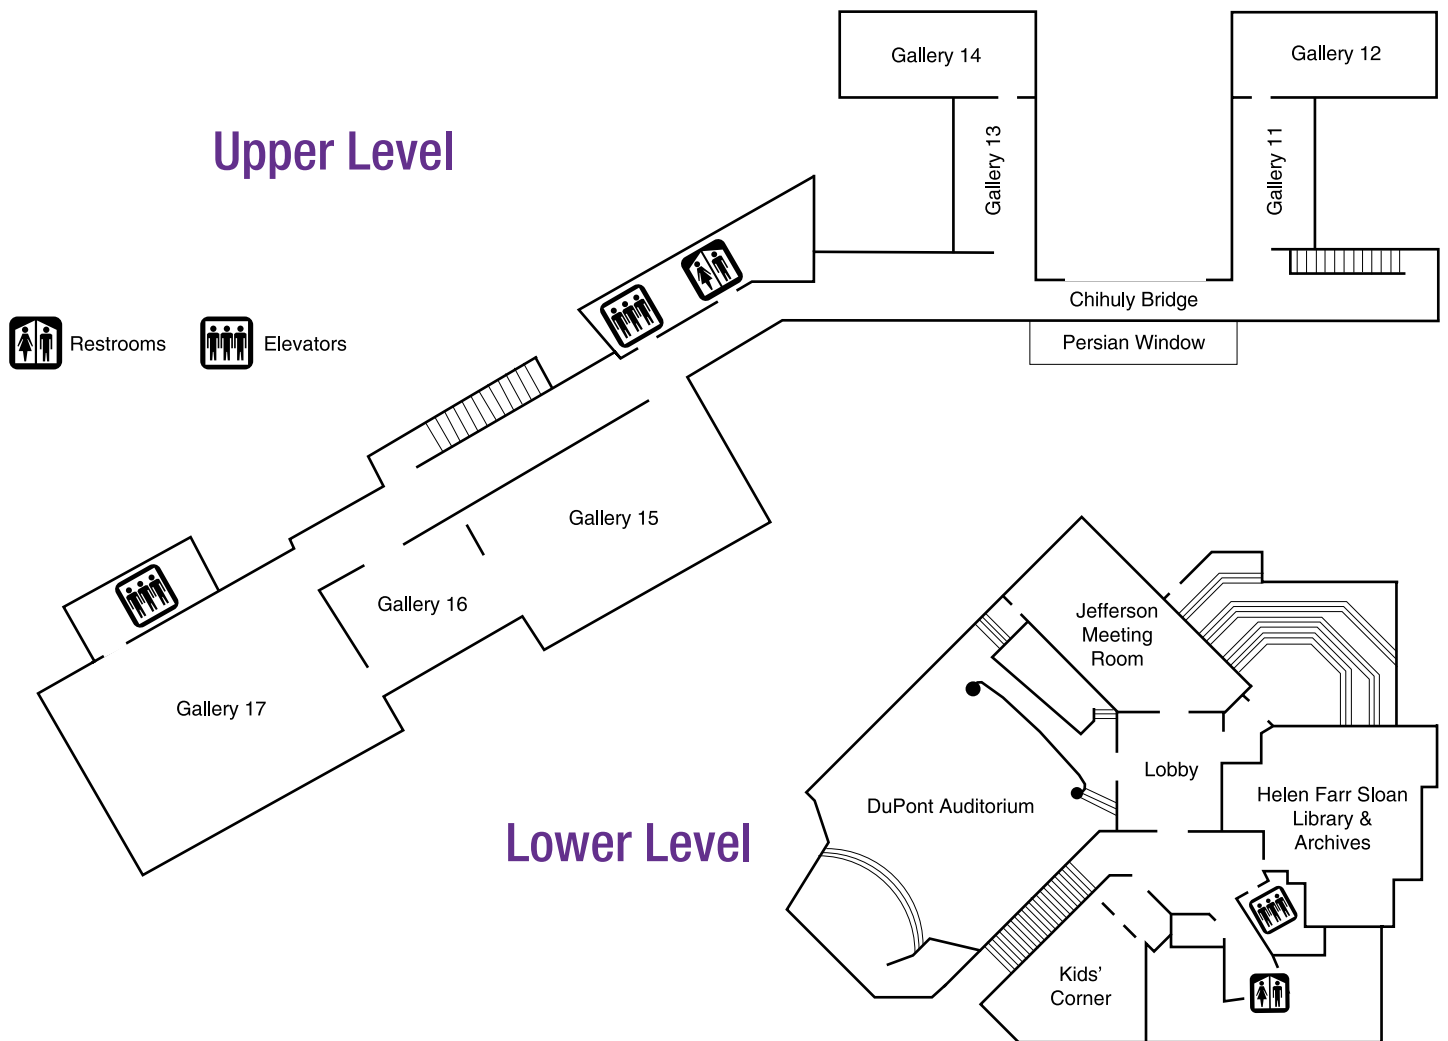 Gallery 14
Gallery 12
Upper Level
Gallery 13
Gallery 11
Chihuly Bridge
Restrooms
Elevators
Persian Window
Gallery 15
Gallery 16
Gallery 17
Jefferson
Meeting
Room
Lobby
DuPont Auditorium
Helen Farr Sloan
Library &
Archives
Lower Level
Kids'
Corner